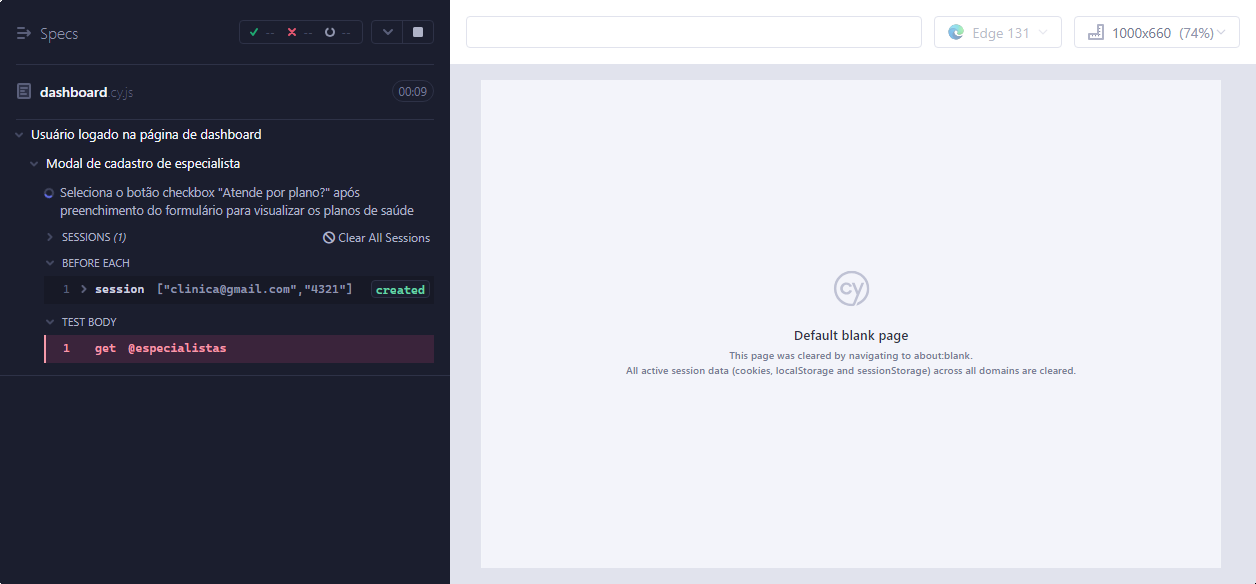 Specs
-- -- --
dashboard.cy.js
00:09
Usuário logado na página de dashboard
Modal de cadastro de especialista
Seleciona o botão checkbox "Atende por plano?" após
preenchimento do formulário para visualizar os planos de saúde
SESSIONS (1)
Clear All Sessions
BEFORE EACH
1 session ["clinica@gmail.com","4321"] created
TEST BODY
1 get @especialistas
Edge 131
1000x660 (74%)
cy
Default blank page
This page was cleared by navigating to about:blank.
All active session data (cookies, localStorage and sessionStorage) across all domains are cleared.